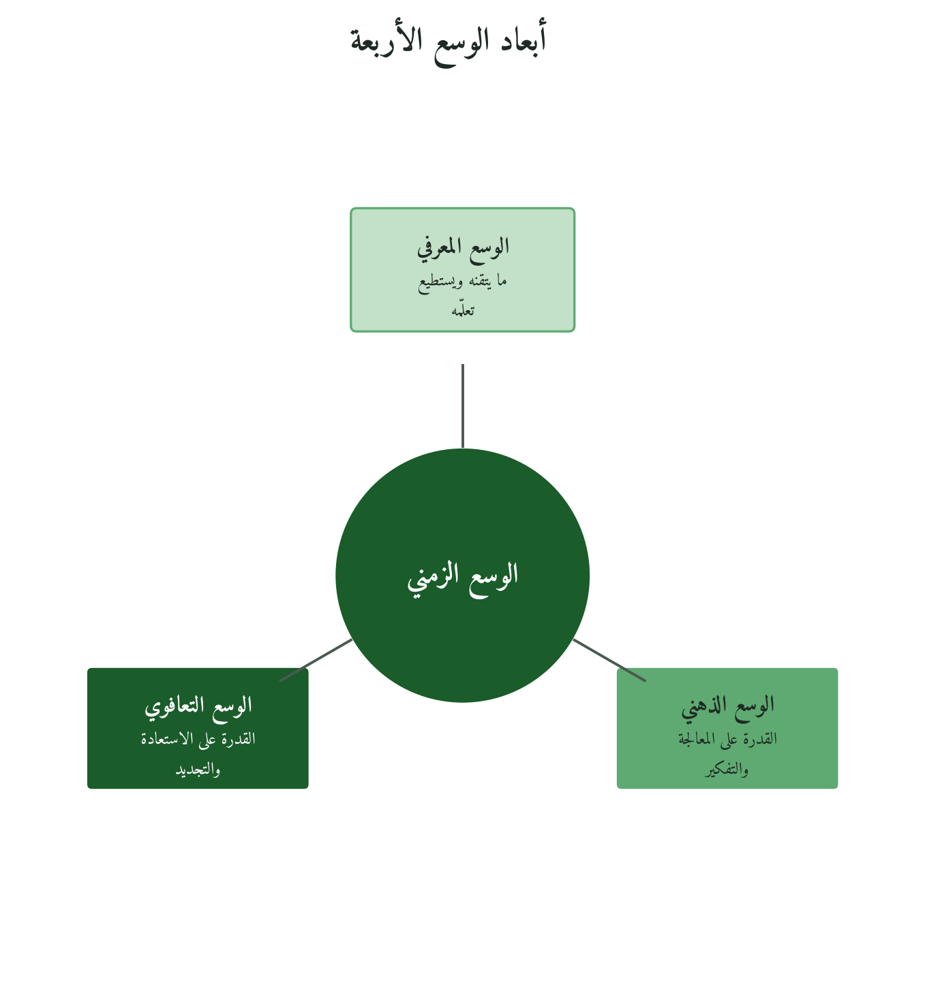 أبعاد الوسع الأربعة
الوسع المعرفي
ما يتقنه ويستطيع
تعلّمه
الوسع الزمني
الوسع الذهني
القدرة على المعالجة
والتفكير
الوسع التعافوي
القدرة على الاستعادة
والتجديد